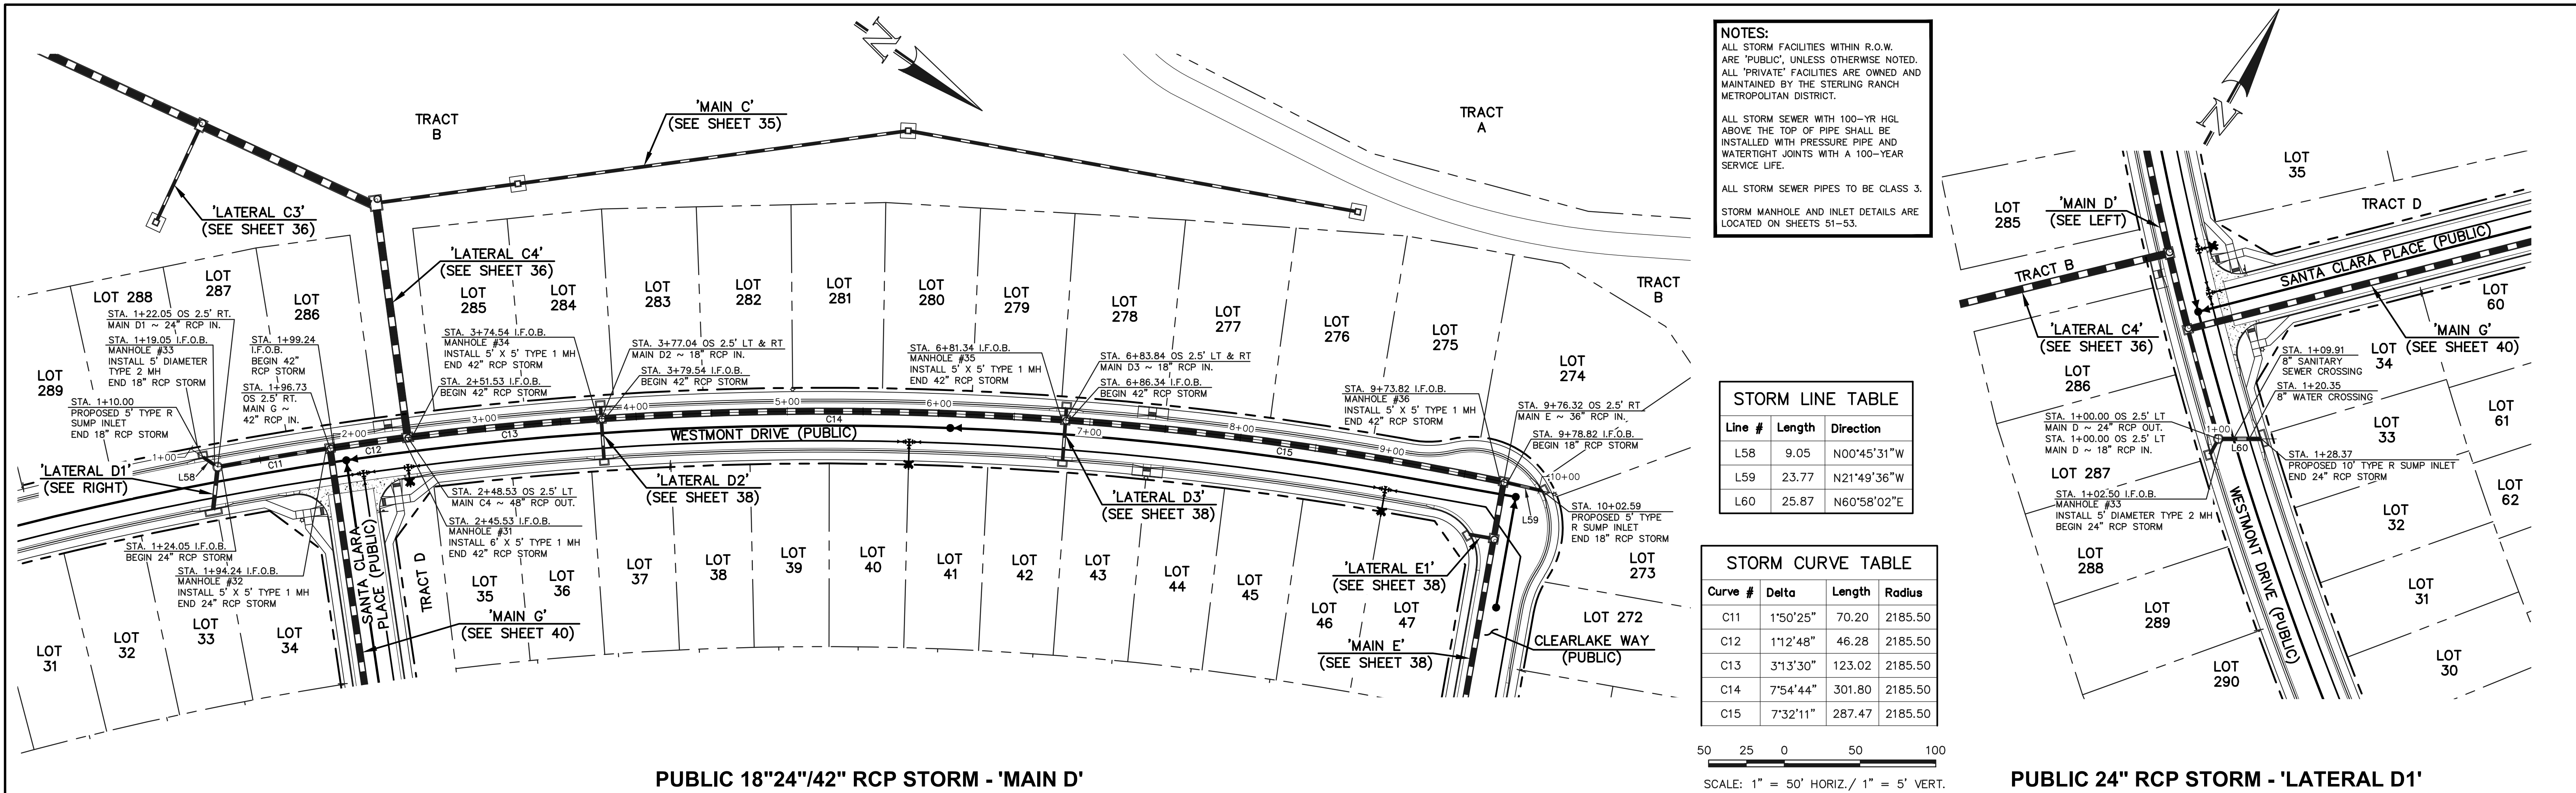 N
TRACT
B
'MAIN C'
(SEE SHEET 35)
TRACT
A
'LATERAL C3'
(SEE SHEET 36)
'LATERAL C4'
(SEE SHEET 36)
TRACT
B
LOT 288
LOT
287
LOT
286
LOT
285
LOT
284
LOT
283
LOT
282
LOT
281
LOT
280
LOT
279
LOT
278
LOT
277
LOT
276
LOT
275
LOT
274
LOT
289
STA. 1+22.05 OS 2.5' RT.
MAIN D1 ~ 24" RCP IN.
STA. 1+19.05 I.F.O.B.
MANHOLE #33
INSTALL 5' DIAMETER
TYPE 2 MH
END 18" RCP STORM
STA. 1+10.00
PROPOSED 5' TYPE R
SUMP INLET
END 18" RCP STORM
STA. 1+99.24
I.F.O.B.
BEGIN 42"
RCP STORM
STA. 1+96.73
OS 2.5' RT.
MAIN G ~
42" RCP IN.
STA. 3+74.54 I.F.O.B.
MANHOLE #34
INSTALL 5' X 5' TYPE 1 MH
END 42" RCP STORM
STA. 2+51.53 I.F.O.B.
BEGIN 42" RCP STORM
STA. 3+77.04 OS 2.5' LT & RT
MAIN D2 ~ 18" RCP IN.
STA. 3+79.54 I.F.O.B.
BEGIN 42" RCP STORM
STA. 6+81.34 I.F.O.B.
MANHOLE #35
INSTALL 5' X 5' TYPE 1 MH
END 42" RCP STORM
STA. 6+83.84 OS 2.5' LT & RT
MAIN D3 ~ 18" RCP IN.
STA. 6+86.34 I.F.O.B.
BEGIN 42" RCP STORM
STA. 9+73.82 I.F.O.B.
MANHOLE #36
INSTALL 5' X 5' TYPE 1 MH
END 42" RCP STORM
STA. 9+76.32 OS 2.5' RT
MAIN E ~ 36" RCP IN.
STA. 9+78.82 I.F.O.B.
BEGIN 18" RCP STORM
1+00
2+00
3+00
4+00
5+00
6+00
7+00
8+00
9+00
10+00
L58
C11
C12
C13
C14
C15
L59
WESTMONT DRIVE (PUBLIC)
'LATERAL D1'
(SEE RIGHT)
'LATERAL D2'
(SEE SHEET 38)
'LATERAL D3'
(SEE SHEET 38)
STA. 2+48.53 OS 2.5' LT
MAIN C4 ~ 48" RCP OUT.
STA. 2+45.53 I.F.O.B.
MANHOLE #31
INSTALL 6' X 5' TYPE 1 MH
END 42" RCP STORM
STA. 1+24.05 I.F.O.B.
BEGIN 24" RCP STORM
STA. 1+94.24 I.F.O.B.
MANHOLE #32
INSTALL 5' X 5' TYPE 1 MH
END 24" RCP STORM
STA. 10+02.59
PROPOSED 5' TYPE
R SUMP INLET
END 18" RCP STORM
SANTA CLARA
PLACE (PUBLIC)
TRACT D
LOT
31
LOT
32
LOT
33
LOT
34
LOT
35
LOT
36
LOT
37
LOT
38
LOT
39
LOT
40
LOT
41
LOT
42
LOT
43
LOT
44
LOT
45
LOT
46
LOT
47
LOT
273
LOT 272
'LATERAL E1'
(SEE SHEET 38)
'MAIN E'
(SEE SHEET 38)
'MAIN G'
(SEE SHEET 40)
CLEARLAKE WAY
(PUBLIC)
PUBLIC 18"24"/42" RCP STORM - 'MAIN D'
NOTES:
ALL STORM FACILITIES WITHIN R.O.W.
ARE 'PUBLIC', UNLESS OTHERWISE NOTED.
ALL 'PRIVATE' FACILITIES ARE OWNED AND
MAINTAINED BY THE STERLING RANCH
METROPOLITAN DISTRICT.
ALL STORM SEWER WITH 100-YR HGL
ABOVE THE TOP OF PIPE SHALL BE
INSTALLED WITH PRESSURE PIPE AND
WATERTIGHT JOINTS WITH A 100-YEAR
SERVICE LIFE.
ALL STORM SEWER PIPES TO BE CLASS 3.
STORM MANHOLE AND INLET DETAILS ARE
LOCATED ON SHEETS 51-53.
STORM LINE TABLE
Line # Length Direction
L58 9.05 N00°45'31"W
L59 23.77 N21°49'36"W
L60 25.87 N60°58'02"E
STORM CURVE TABLE
Curve # Delta Length Radius
C11 1°50'25" 70.20 2185.50
C12 1°12'48" 46.28 2185.50
C13 3°13'30" 123.02 2185.50
C14 7°54'44" 301.80 2185.50
C15 7°32'11" 287.47 2185.50
50 25 0 50 100
SCALE: 1" = 50' HORIZ./ 1" = 5' VERT.
N
LOT
35
TRACT D
LOT
285
'MAIN D'
(SEE LEFT)
SANTA CLARA PLACE (PUBLIC)
TRACT B
LOT
60
'LATERAL C4'
(SEE SHEET 36)
'MAIN G'
(SEE SHEET 40)
LOT
34
STA. 1+09.91
8" SANITARY
SEWER CROSSING
STA. 1+20.35
8" WATER CROSSING
LOT
286
LOT
61
LOT
33
STA. 1+00.00 OS 2.5' LT
MAIN D ~ 24" RCP OUT.
STA. 1+00.00 OS 2.5' LT
MAIN D ~ 18" RCP IN.
1+00
L60
STA. 1+28.37
PROPOSED 10' TYPE R SUMP INLET
END 24" RCP STORM
LOT 287
STA. 1+02.50 I.F.O.B.
MANHOLE #33
INSTALL 5' DIAMETER TYPE 2 MH
BEGIN 24" RCP STORM
LOT
62
LOT
32
LOT
288
WESTMONT DRIVE (PUBLIC)
LOT
31
LOT
289
LOT
30
LOT
290
PUBLIC 24" RCP STORM - 'LATERAL D1'